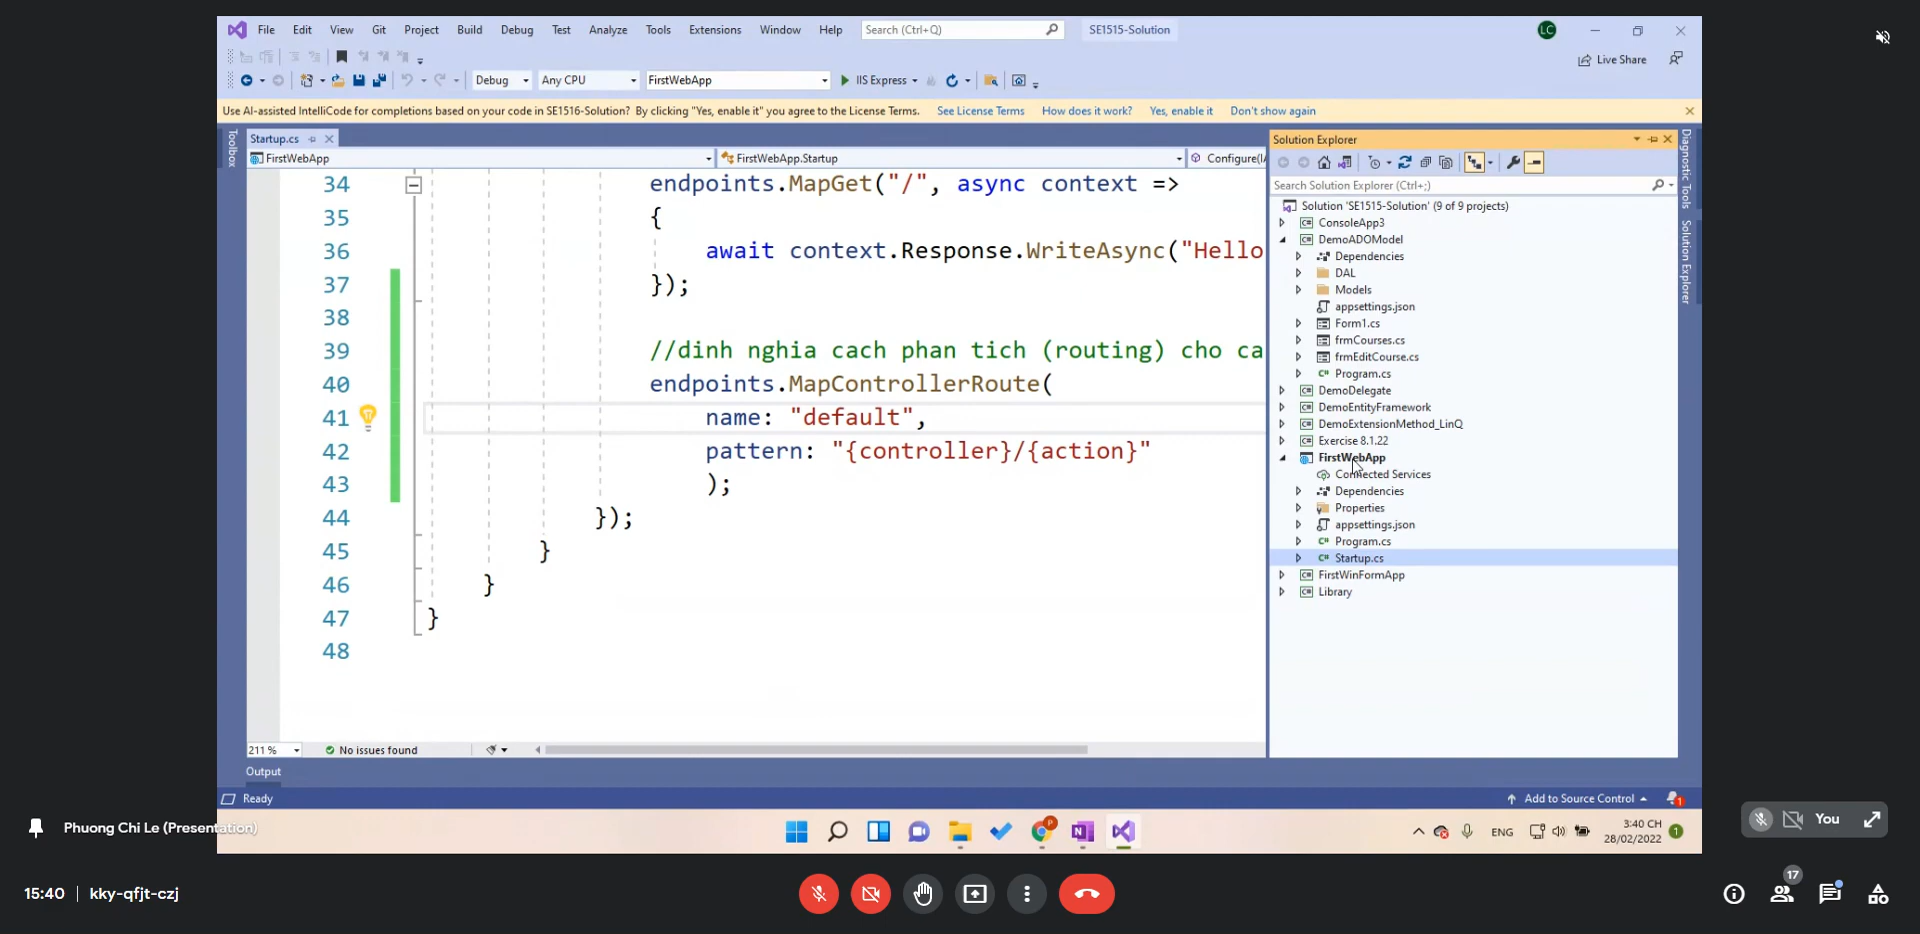 File Edit View Git Project Build Debug Test Analyze Tools Extensions Window Help Search (Ctrl+Q) SE1515-Solution LC
Live Share
Debug Any CPU FirstWebApp IIS Express
Use AI-assisted IntelliCode for completions based on your code in SE1516-Solution? By clicking "Yes, enable it" you agree to the License Terms. See License Terms How does it work? Yes, enable it Don't show again
Toolbox
Startup.cs
FirstWebApp FirstWebApp.Startup Configure(IA
34 endpoints.MapGet("/", async context =>
35 {
36 await context.Response.WriteAsync("Hello
37 });
38
39 //dinh nghia cach phan tich (routing) cho ca
40 endpoints.MapControllerRoute(
41 name: "default",
42 pattern: "{controller}/{action}"
43 );
44 });
45 }
46 }
47 }
48
211 % No issues found
Output
Ready
Add to Source Control 1
Solution Explorer
Search Solution Explorer (Ctrl+;)
Solution 'SE1515-Solution' (9 of 9 projects)
ConsoleApp3
DemoADOModel
Dependencies
DAL
Models
appsettings.json
Form1.cs
frmCourses.cs
frmEditCourse.cs
Program.cs
DemoDelegate
DemoEntityFramework
DemoExtensionMethod_LinQ
Exercise 8.1.22
FirstWebApp
Connected Services
Dependencies
Properties
appsettings.json
Program.cs
Startup.cs
FirstWinFormApp
Library
Diagnostic Tools
Solution Explorer
Phuong Chi Le (Presentation)
P N
ENG
3:40 CH
28/02/2022
1
You
15:40 | kky-qfjt-czj
17